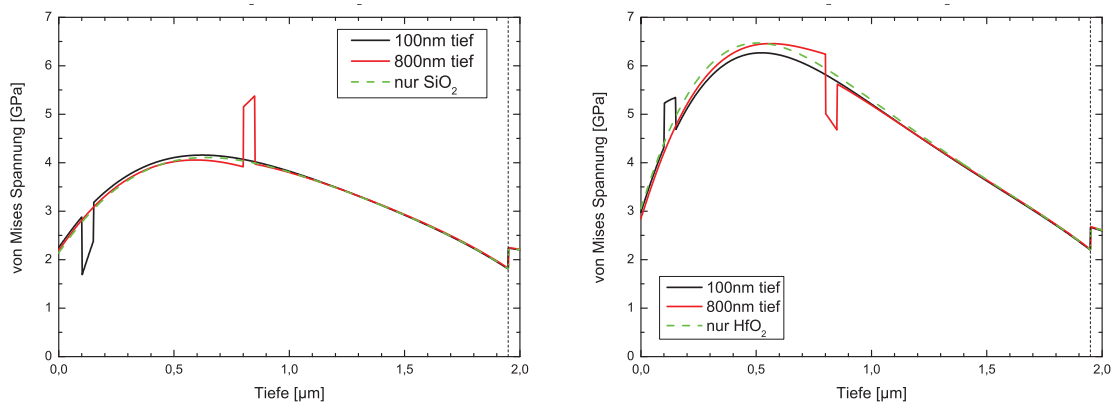 7
6
5
4
3
2
1
0
von Mises Spannung [GPa]
100nm tief
800nm tief
nur SiO₂
0,0
0,5
1,0
1,5
2,0
Tiefe [µm]
7
6
5
4
3
2
1
0
von Mises Spannung [GPa]
100nm tief
800nm tief
nur HfO₂
0,0
0,5
1,0
1,5
2,0
Tiefe [µm]